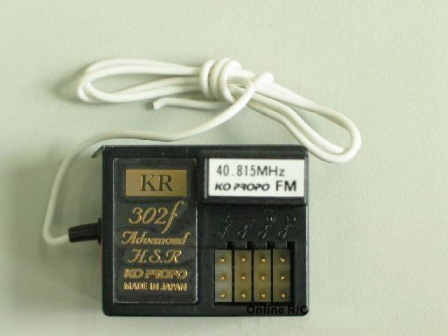 40.815MHz
KO PROPO FM
KR
302f
Advanced
H.S.R
KO PROPO
MADE IN JAPAN
Online R/C